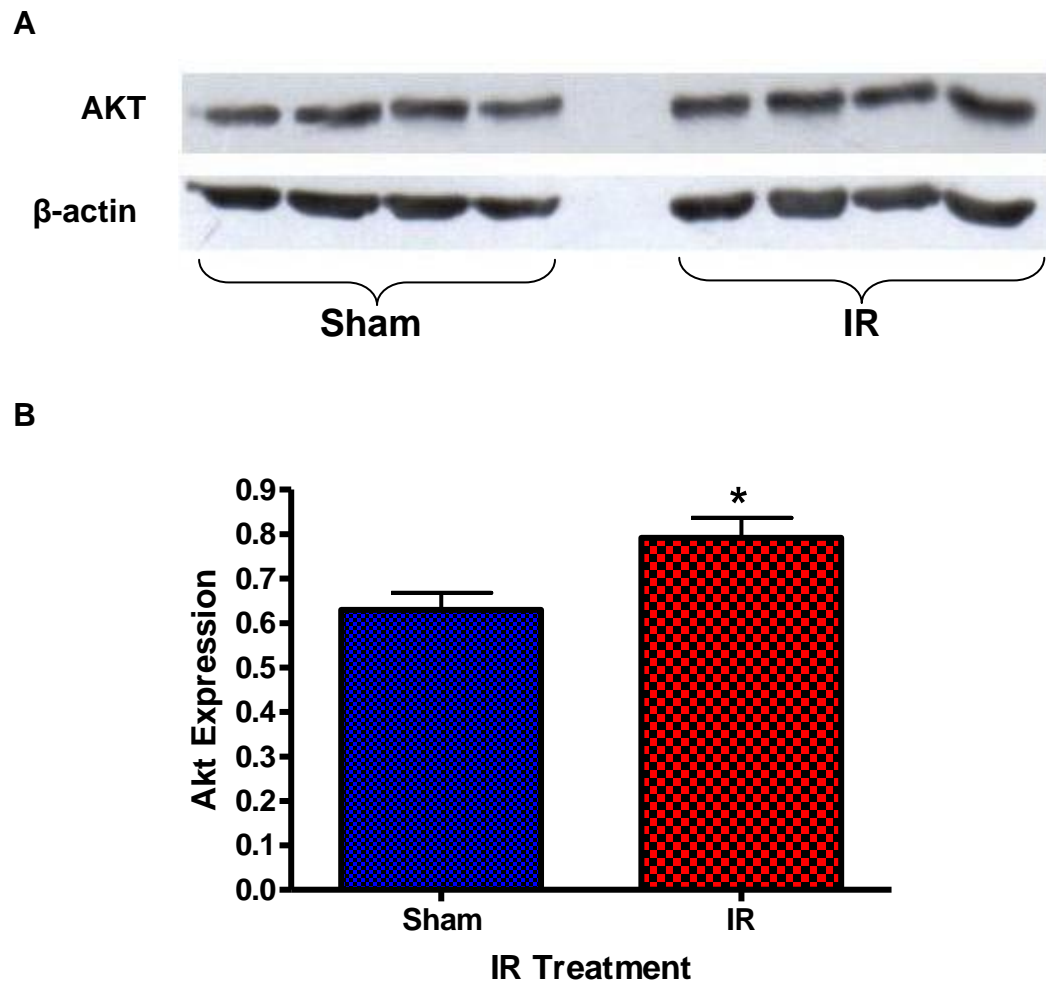 A
AKT
β-actin
Sham IR
B
*
0.9
0.8
0.7
0.6
0.5
0.4
0.3
0.2
0.1
0.0
Akt Expression
Sham IR
IR Treatment